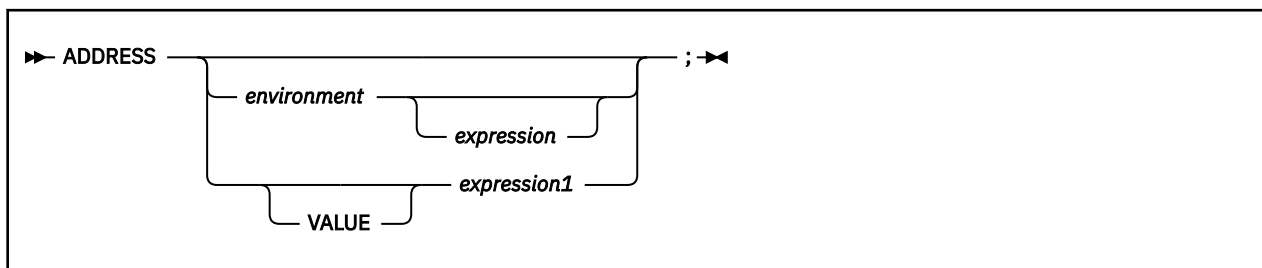 ADDRESS ;
environment
expression
expression1
VALUE